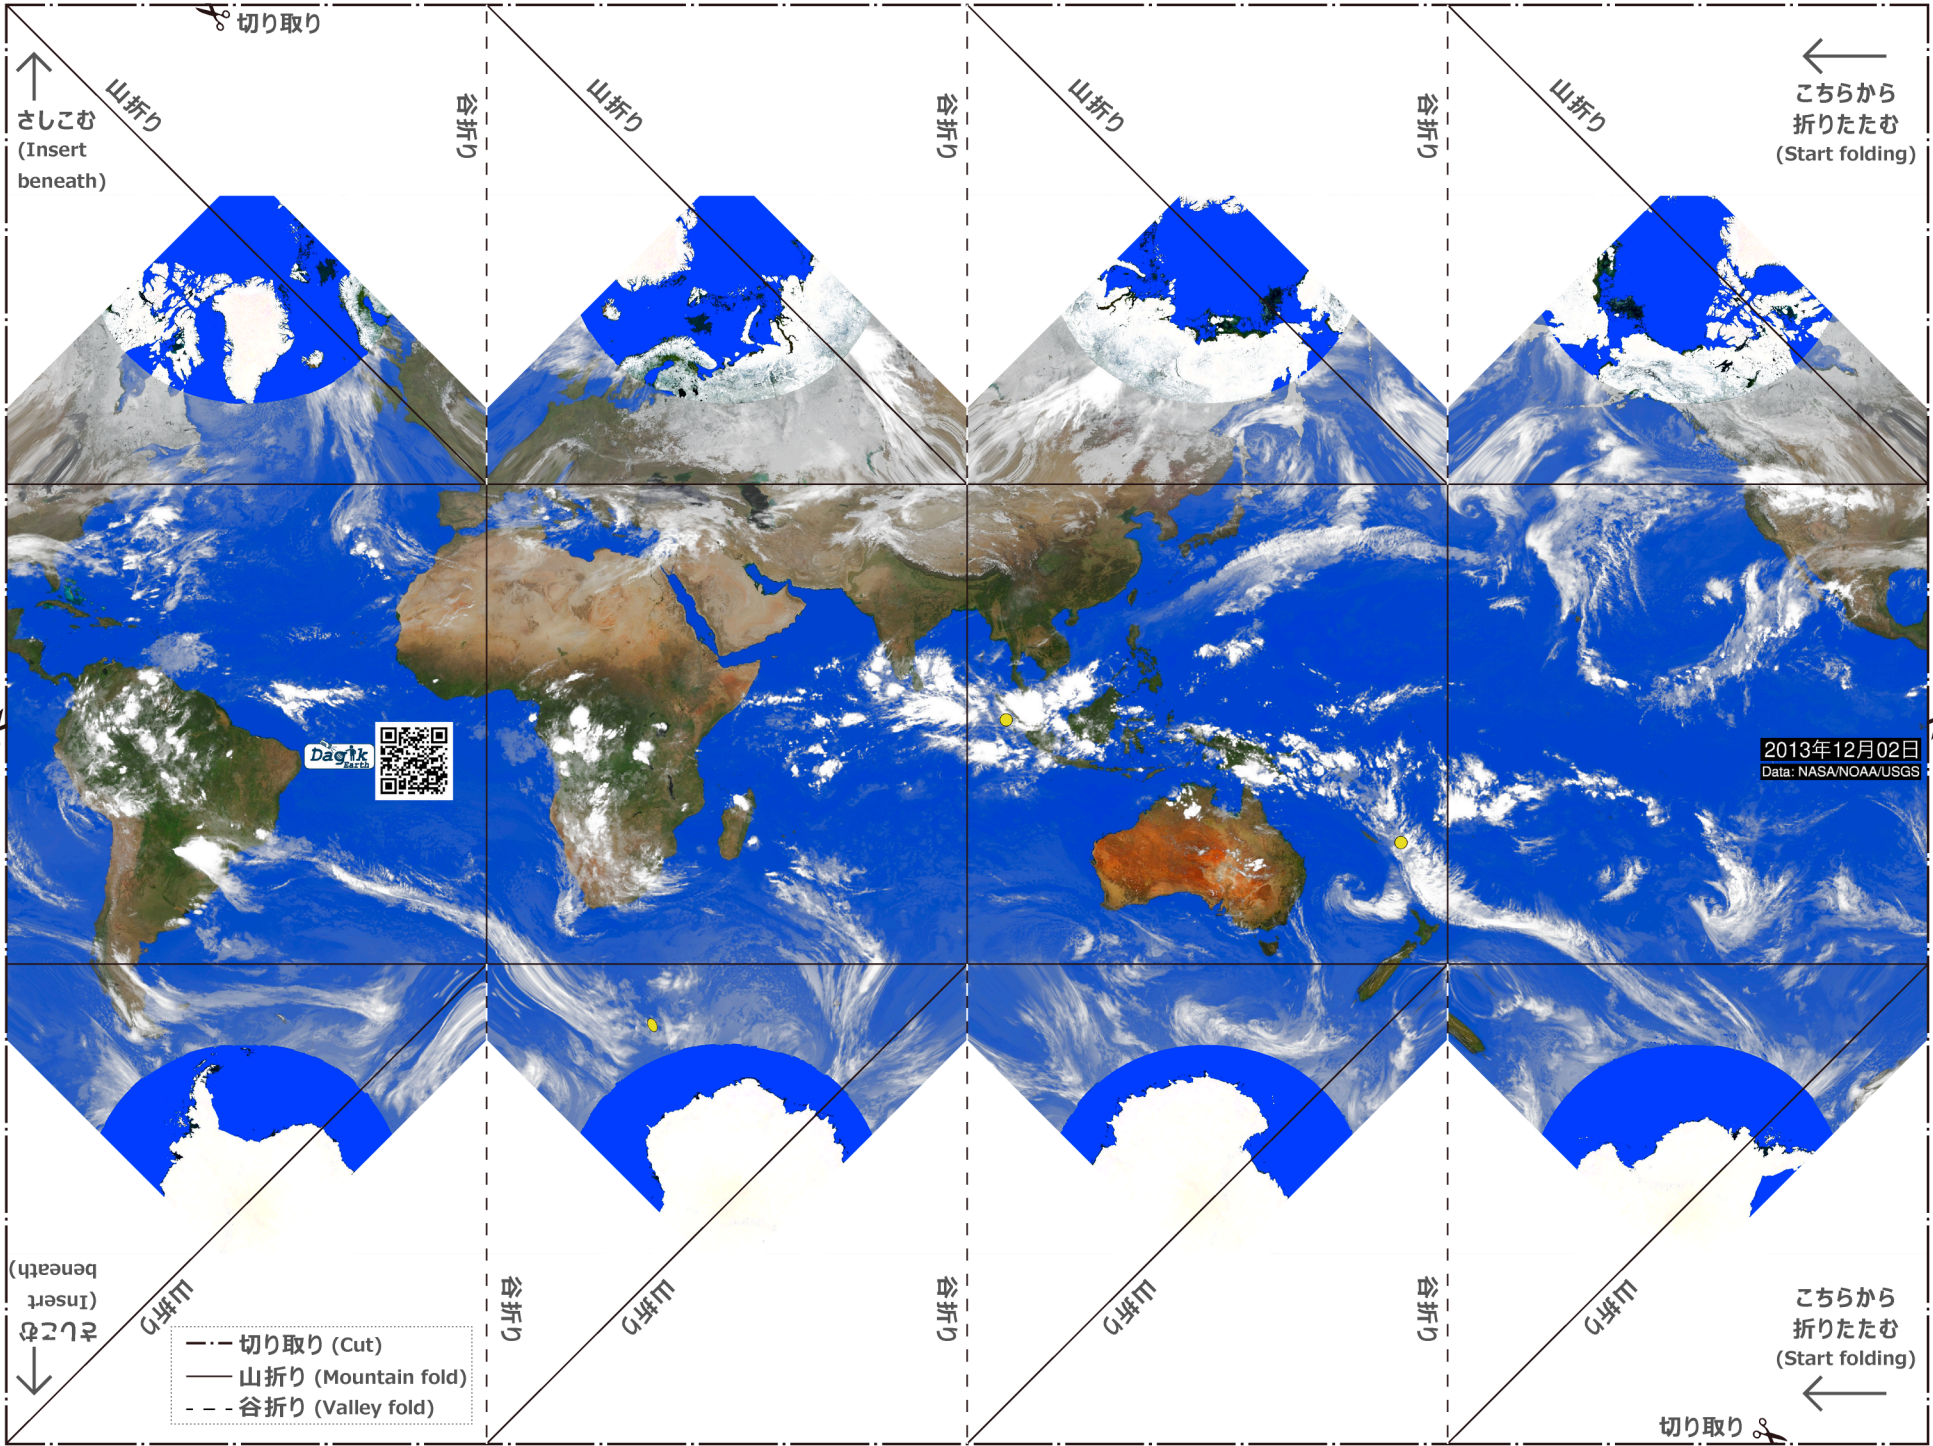 切り取り
山折り
谷折り
山折り
谷折り
山折り
谷折り
山折り
さしこむ
(Insert
beneath)
こちらから
折りたたむ
(Start folding)
Dagik
Earth
2013年12月02日
Data: NASA/NOAA/USGS
さしこむ
(Insert
beneath)
山折り
谷折り
山折り
谷折り
山折り
谷折り
山折り
こちらから
折りたたむ
(Start folding)
切り取り (Cut)
山折り (Mountain fold)
谷折り (Valley fold)
切り取り